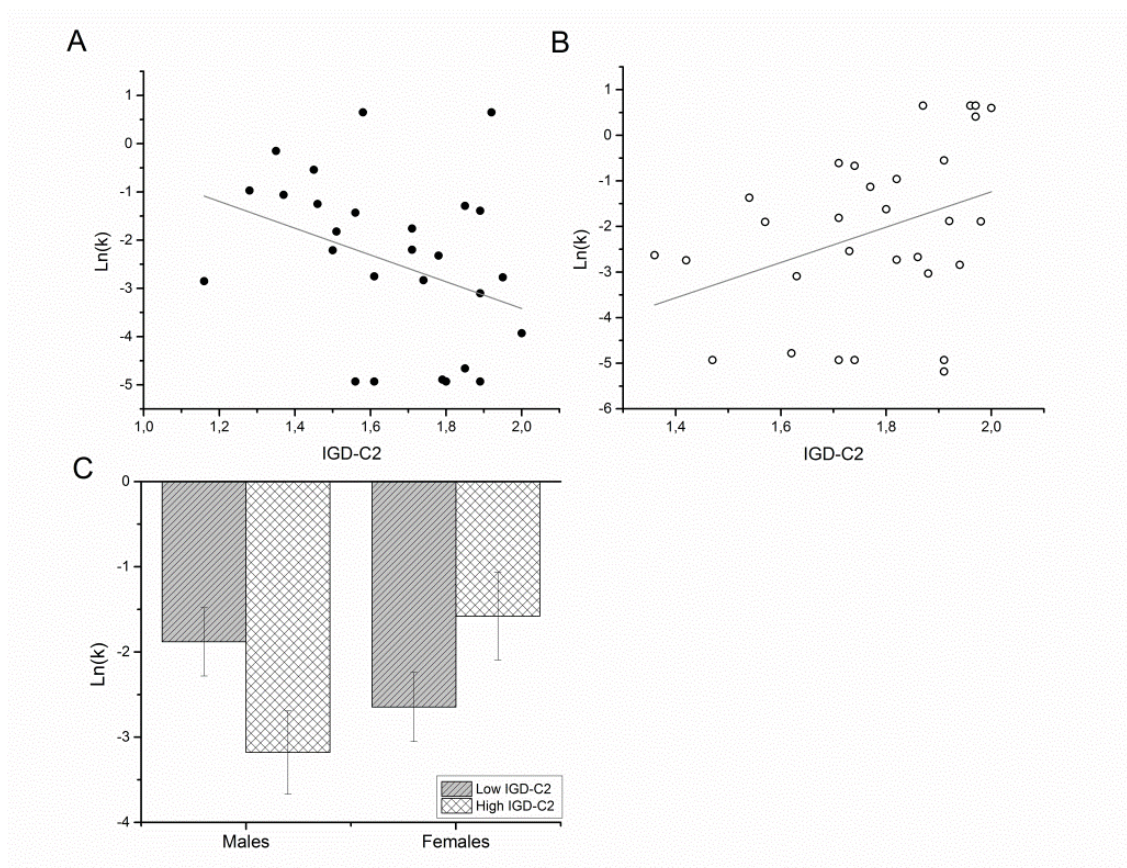 A
Ln(k)
1
0
-1
-2
-3
-4
-5
1,0
1,2
1,4
1,6
1,8
2,0
IGD-C2
B
Ln(k)
1
0
-1
-2
-3
-4
-5
-6
1,4
1,6
1,8
2,0
IGD-C2
C
Ln(k)
0
-1
-2
-3
-4
Low IGD-C2
High IGD-C2
Males
Females